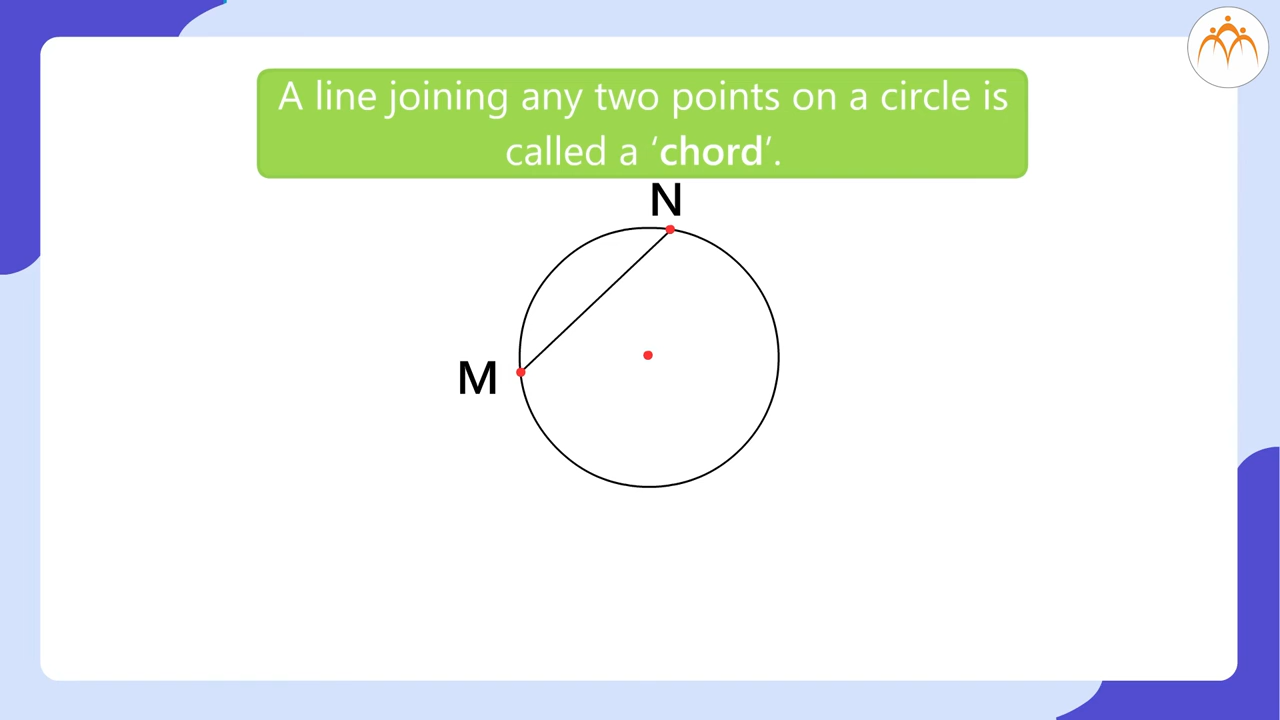 A line joining any two points on a circle is
called a ‘chord’.
N
M